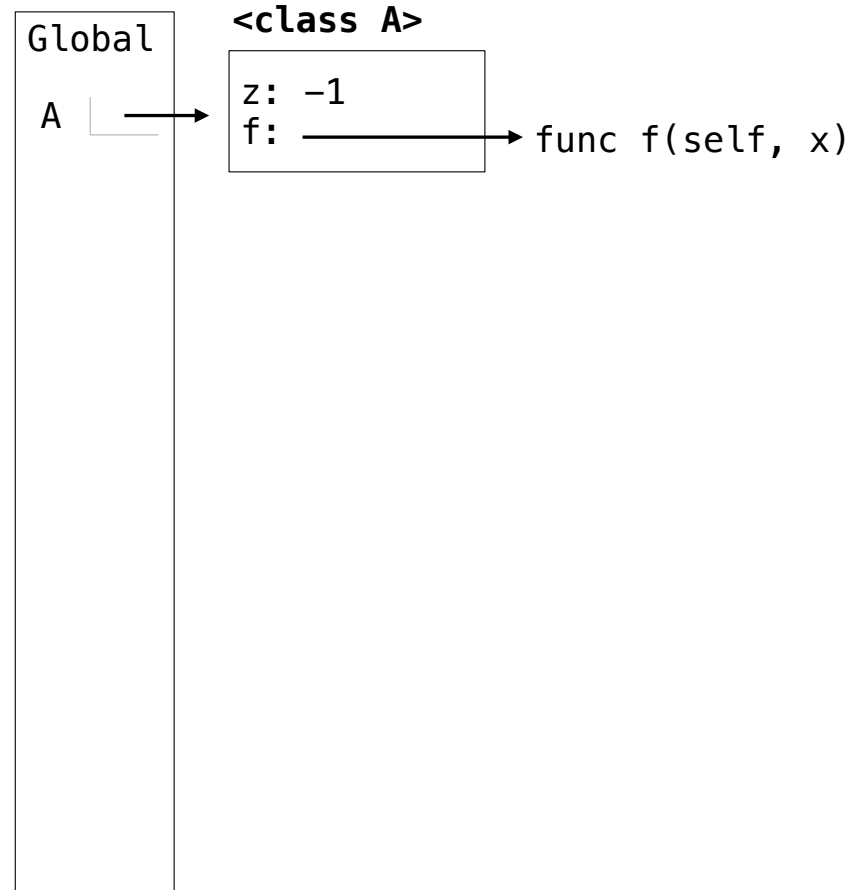 Global
<class A>
A
z: −1
f:
func f(self, x)